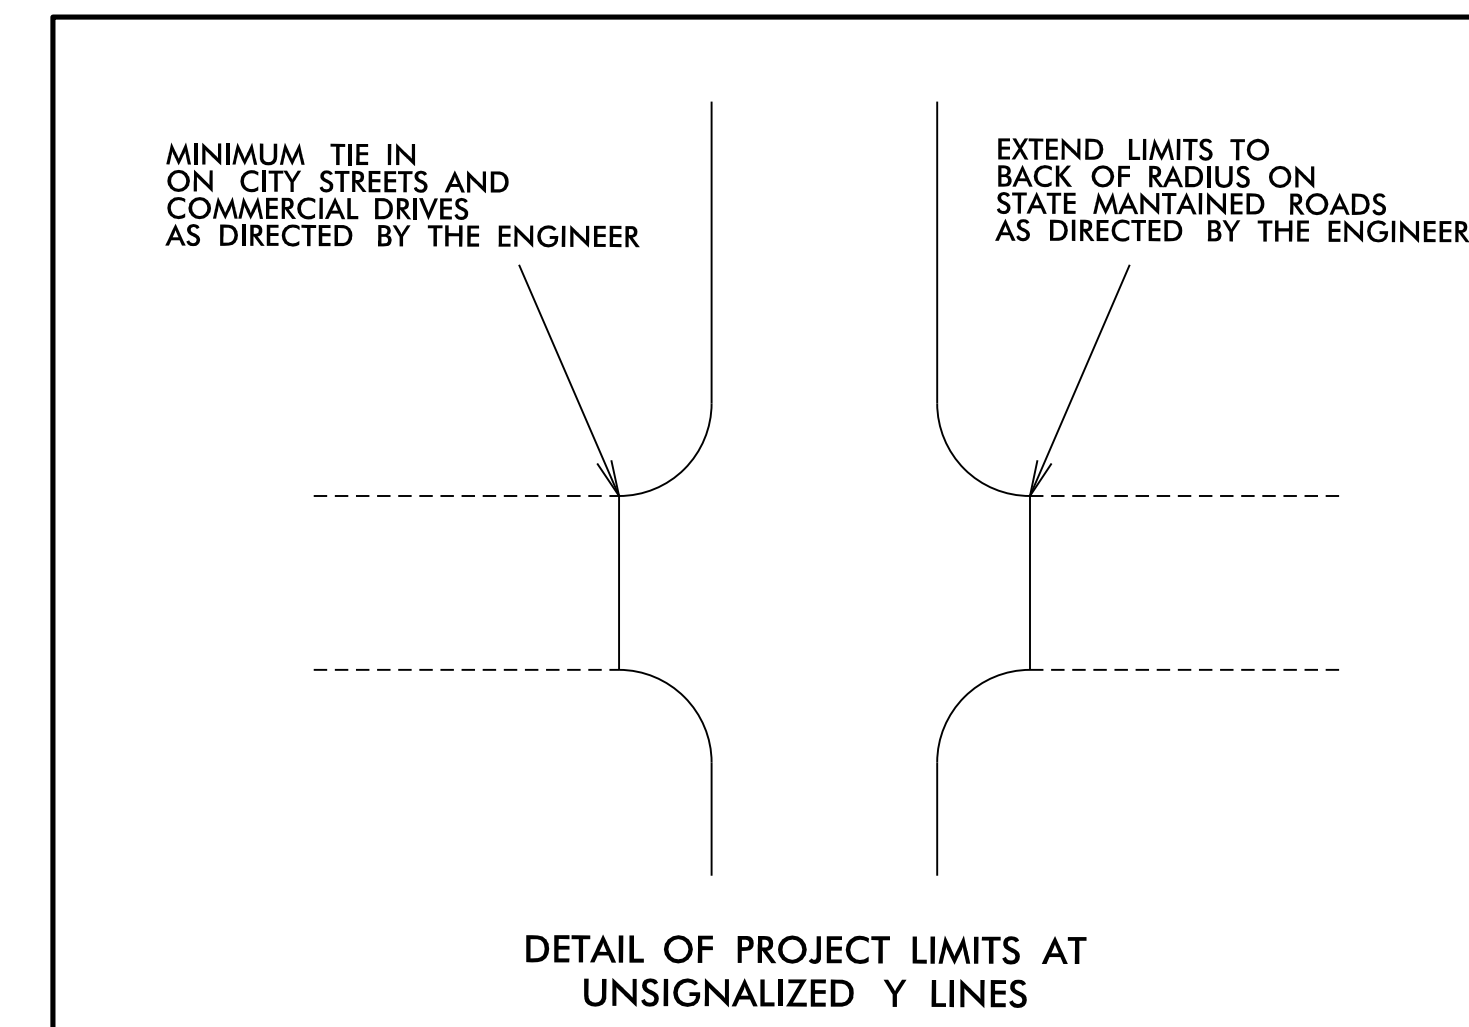 MINIMUM TIE IN
ON CITY STREETS AND
COMMERCIAL DRIVES
AS DIRECTED BY THE ENGINEER
EXTEND LIMITS TO
BACK OF RADIUS ON
STATE MANTAINED ROADS
AS DIRECTED BY THE ENGINEER
DETAIL OF PROJECT LIMITS AT
UNSIGNALIZED Y LINES